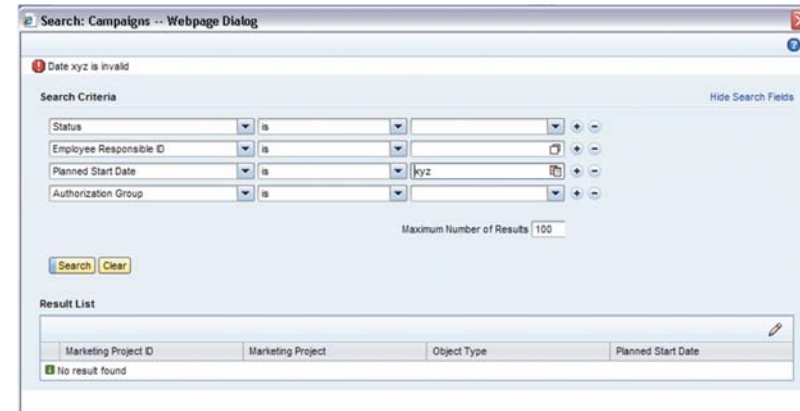 Search: Campaigns -- Webpage Dialog
Date xyz is invalid
Search Criteria Hide Search Fields
Status is
Employee Responsible ID is
Planned Start Date is xyz
Authorization Group is
Maximum Number of Results 100
Search Clear
Result List
Marketing Project ID Marketing Project Object Type Planned Start Date
No result found